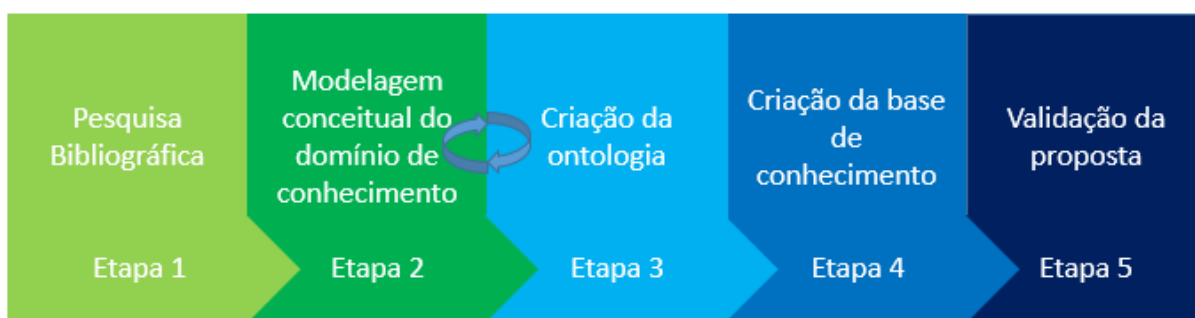 Pesquisa
Bibliográfica
Modelagem
conceitual do
domínio de
conhecimento
Criação da
ontologia
Criação da base
de
conhecimento
Validação da
proposta
Etapa 1
Etapa 2
Etapa 3
Etapa 4
Etapa 5